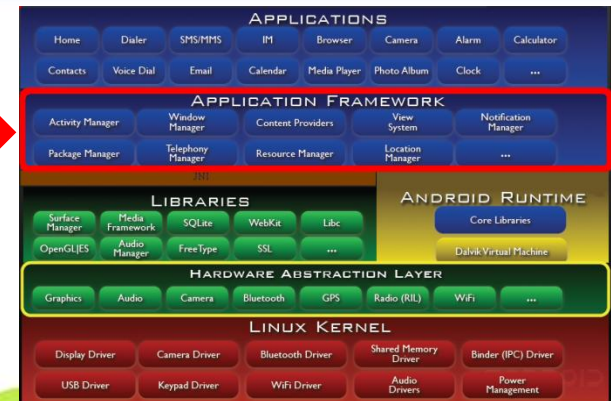 APPLICATIONS
Home Dialer SMS/MMS IM Browser Camera Alarm Calculator
Contacts Voice Dial Email Calendar Media Player Photo Album Clock ...
APPLICATION FRAMEWORK
Activity Manager Window Manager Content Providers View System Notification Manager
Package Manager Telephony Manager Resource Manager Location Manager ...
JNI
LIBRARIES
Surface Manager Media Framework SQLite WebKit Libc
OpenGL|ES Audio Manager FreeType SSL ...
ANDROID RUNTIME
Core Libraries
Dalvik Virtual Machine
HARDWARE ABSTRACTION LAYER
Graphics Audio Camera Bluetooth GPS Radio (RIL) WiFi ...
LINUX KERNEL
Display Driver Camera Driver Bluetooth Driver Shared Memory Driver Binder (IPC) Driver
USB Driver Keypad Driver WiFi Driver Audio Drivers Power Management